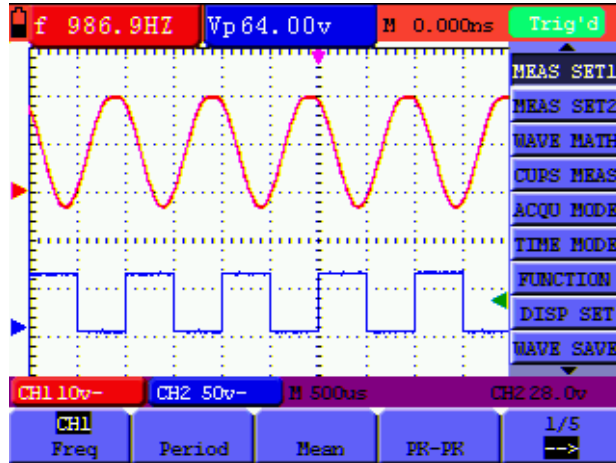 f 986.9HZ Vp64.00v M 0.000ns Trig'd
MEAS SET1
MEAS SET2
WAVE MATH
CUPS MEAS
ACQU MODE
TIME MODE
FUNCTION
DISP SET
WAVE SAVE
CH1 10v- CH2 50v- M 500us CH2 28.0v
CH1 Freq
Period
Mean
PK-PK
1/5
-->